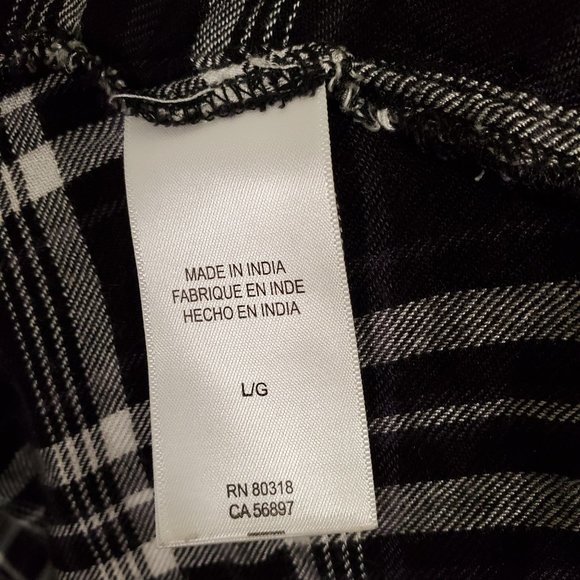 MADE IN INDIA
FABRIQUE EN INDE
HECHO EN INDIA
L/G
RN 80318
CA 56897